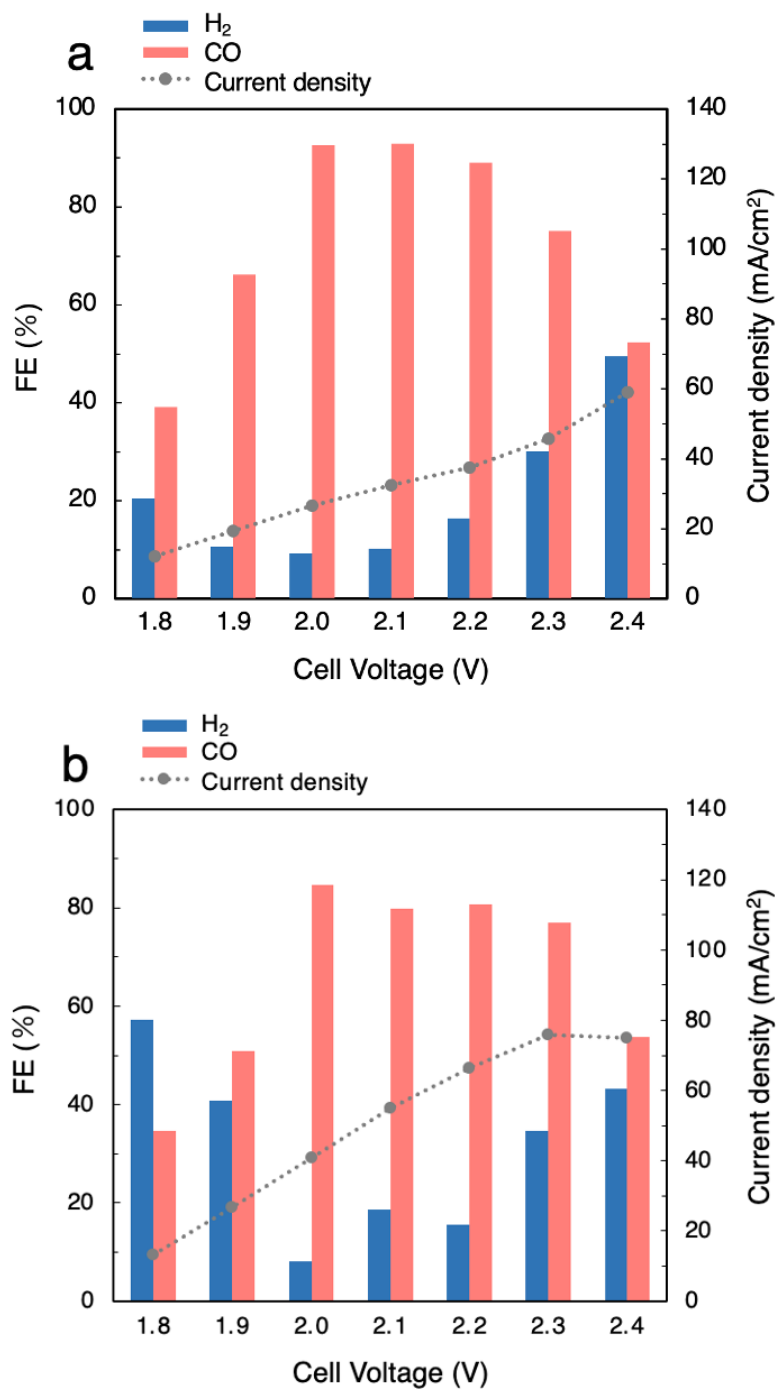 a
H₂
CO
Current density
100
80
60
40
20
0
FE (%)
140
120
100
80
60
40
20
0
Current density (mA/cm²)
1.8 1.9 2.0 2.1 2.2 2.3 2.4
Cell Voltage (V)
b
H₂
CO
Current density
100
80
60
40
20
0
FE (%)
140
120
100
80
60
40
20
0
Current density (mA/cm²)
1.8 1.9 2.0 2.1 2.2 2.3 2.4
Cell Voltage (V)